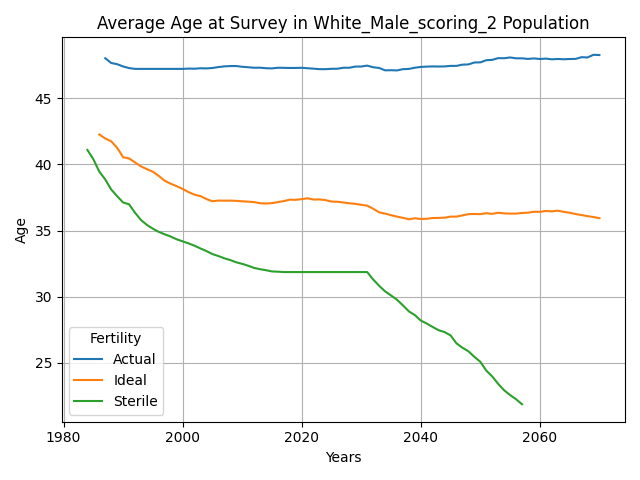 Average Age at Survey in White_Male_scoring_2 Population
Age
45
40
35
30
25
Fertility
Actual
Ideal
Sterile
1980
2000
2020
2040
2060
Years